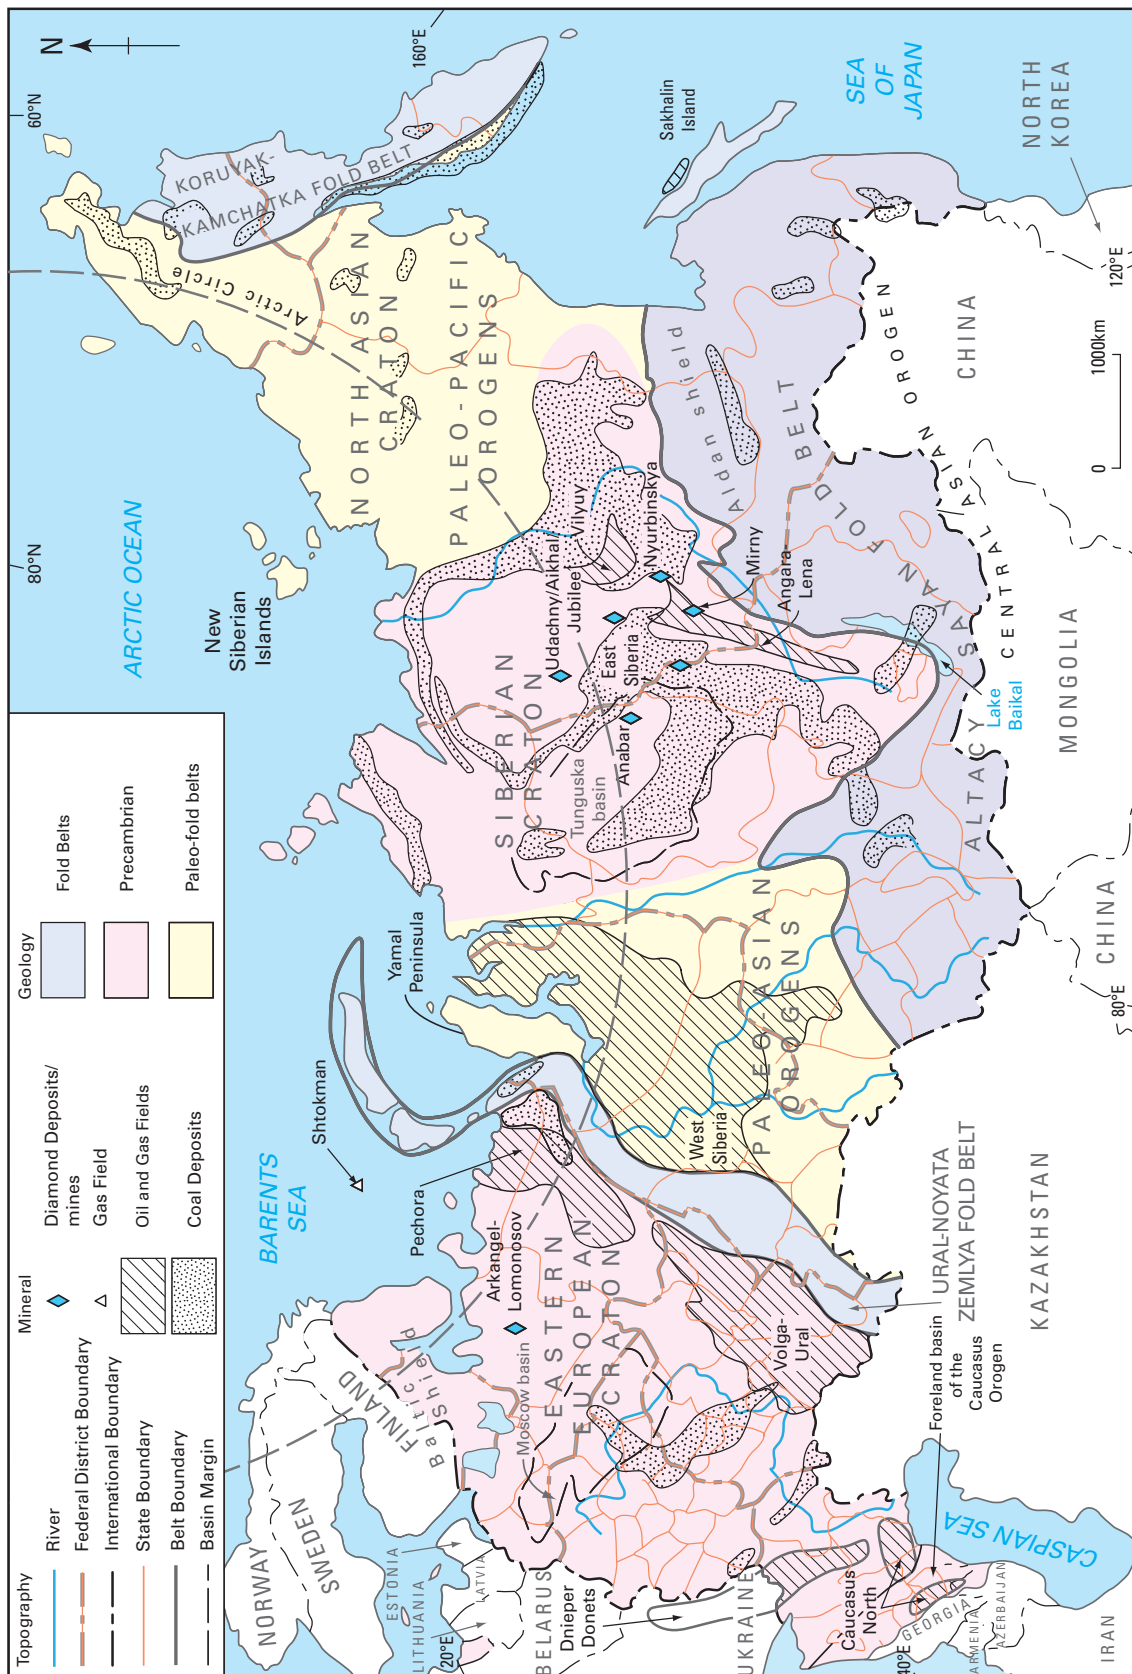 Topography
River
Federal District Boundary
International Boundary
State Boundary
Belt Boundary
Basin Margin
Mineral
Diamond Deposits/
mines
Gas Field
Oil and Gas Fields
Coal Deposits
Geology
Fold Belts
Precambrian
Paleo-fold belts
N
60°N
80°N
160°E
120°E
80°E
40°E
20°E
0
1000km
ARCTIC OCEAN
BARENTS
SEA
SEA
OF
JAPAN
CASPIAN SEA
Lake
Baikal
Arctic Circle
New
Siberian
Islands
Sakhalin
Island
Yamal
Peninsula
Shtokman
Pechora
Arkangel-
Lomonosov
NORWAY
SWEDEN
FINLAND
ESTONIA
LATVIA
LITHUANIA
BELARUS
UKRAINE
GEORGIA
ARMENIA
AZERBAIJAN
IRAN
KAZAKHSTAN
CHINA
MONGOLIA
CHINA
NORTH
KOREA
Baltic
Shield
EASTERN
EUROPEAN
CRATON
Moscow basin
Volga-
Ural
Dnieper
Donets
Caucasus
North
Foreland basin
of the
Caucasus
Orogen
URAL-NOYATA
ZEMLYA FOLD BELT
West
Siberia
PALEO-ASIAN
OROGENS
SIBERIAN
CRATON
Tunguska
basin
Anabar
East
Siberia
Udachny/Aikhal/
Jubilee
Vilyuy
Nyurbinskya
Mirny
Angara-
Lena
NORTH ASIAN
CRATON
PALEO-PACIFIC
OROGENS
KORUYAK-
KAMCHATKA FOLD BELT
Aldan shield
ALTACY SAYAN FOLD BELT
CENTRAL ASIAN OROGEN